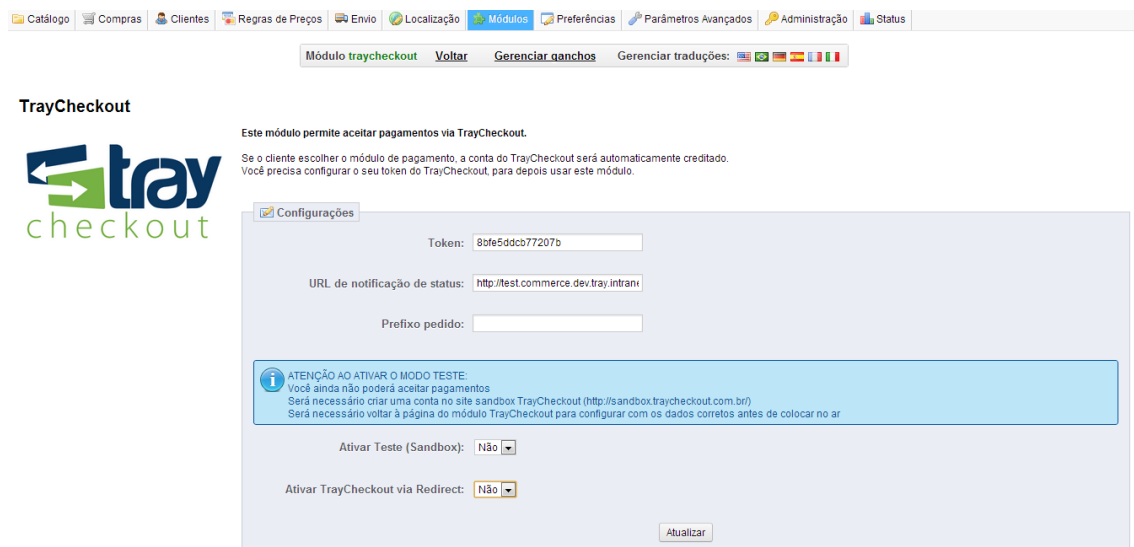 Catálogo Compras Clientes Regras de Preços Envio Localização Módulos Preferências Parâmetros Avançados Administração Status
Módulo traycheckout Voltar Gerenciar ganchos Gerenciar traduções:
TrayCheckout
tray
checkout
Este módulo permite aceitar pagamentos via TrayCheckout.
Se o cliente escolher o módulo de pagamento, a conta do TrayCheckout será automaticamente creditado.
Você precisa configurar o seu token do TrayCheckout, para depois usar este módulo.
Configurações
Token: 8bfe5ddcb77207b
URL de notificação de status: http://test.commerce.dev.tray.intrane
Prefixo pedido:
ATENÇÃO AO ATIVAR O MODO TESTE:
Você ainda não poderá aceitar pagamentos
Será necessário criar uma conta no site sandbox TrayCheckout (http://sandbox.traycheckout.com.br/)
Será necessário voltar à página do módulo TrayCheckout para configurar com os dados corretos antes de colocar no ar
Ativar Teste (Sandbox): Não
Ativar TrayCheckout via Redirect: Não
Atualizar